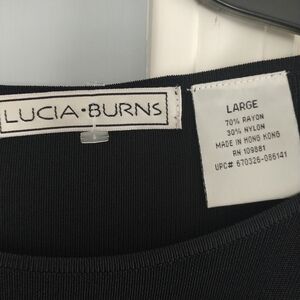 LUCIA·BURNS
LARGE
70% RAYON
30% NYLON
MADE IN HONG KONG
RN 109881
UPC# 670326-086141